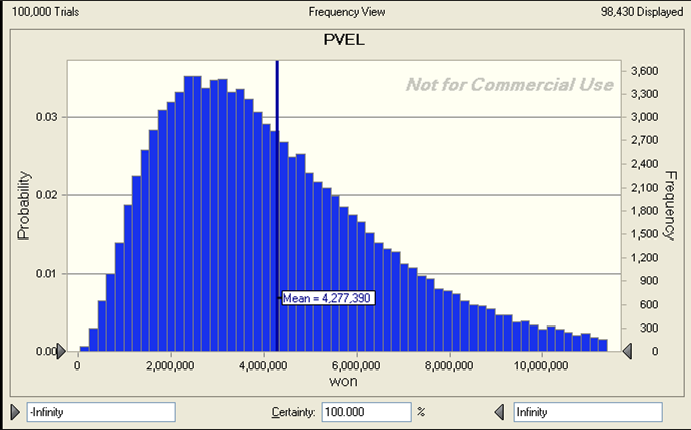 100,000 Trials Frequency View 98,430 Displayed
PVEL
Not for Commercial Use
Probability
0.03
0.02
0.01
0.00
Frequency
3,600
3,300
3,000
2,700
2,400
2,100
1,800
1,500
1,200
900
600
300
0
Mean = 4,277,390
0 2,000,000 4,000,000 6,000,000 8,000,000 10,000,000
won
-Infinity Certainty: 100.000 % Infinity